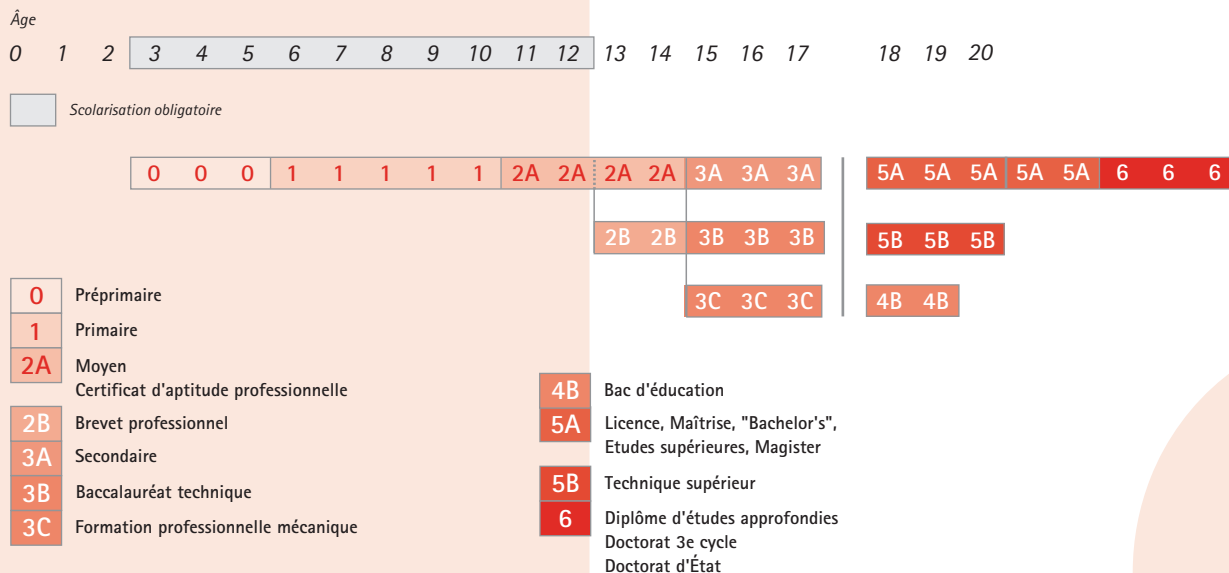 Âge
0 1 2 3 4 5 6 7 8 9 10 11 12 13 14 15 16 17 18 19 20
Scolarisation obligatoire
0 0 0 1 1 1 1 1 2A 2A 2A 2A 3A 3A 3A 5A 5A 5A 5A 5A 6 6 6
2B 2B 3B 3B 3B 5B 5B 5B
3C 3C 3C 4B 4B
0 Préprimaire
1 Primaire
2A Moyen
Certificat d'aptitude professionnelle
2B Brevet professionnel
3A Secondaire
3B Baccalauréat technique
3C Formation professionnelle mécanique
4B Bac d'éducation
5A Licence, Maîtrise, "Bachelor's",
Etudes supérieures, Magister
5B Technique supérieur
6 Diplôme d'études approfondies
Doctorat 3e cycle
Doctorat d'État